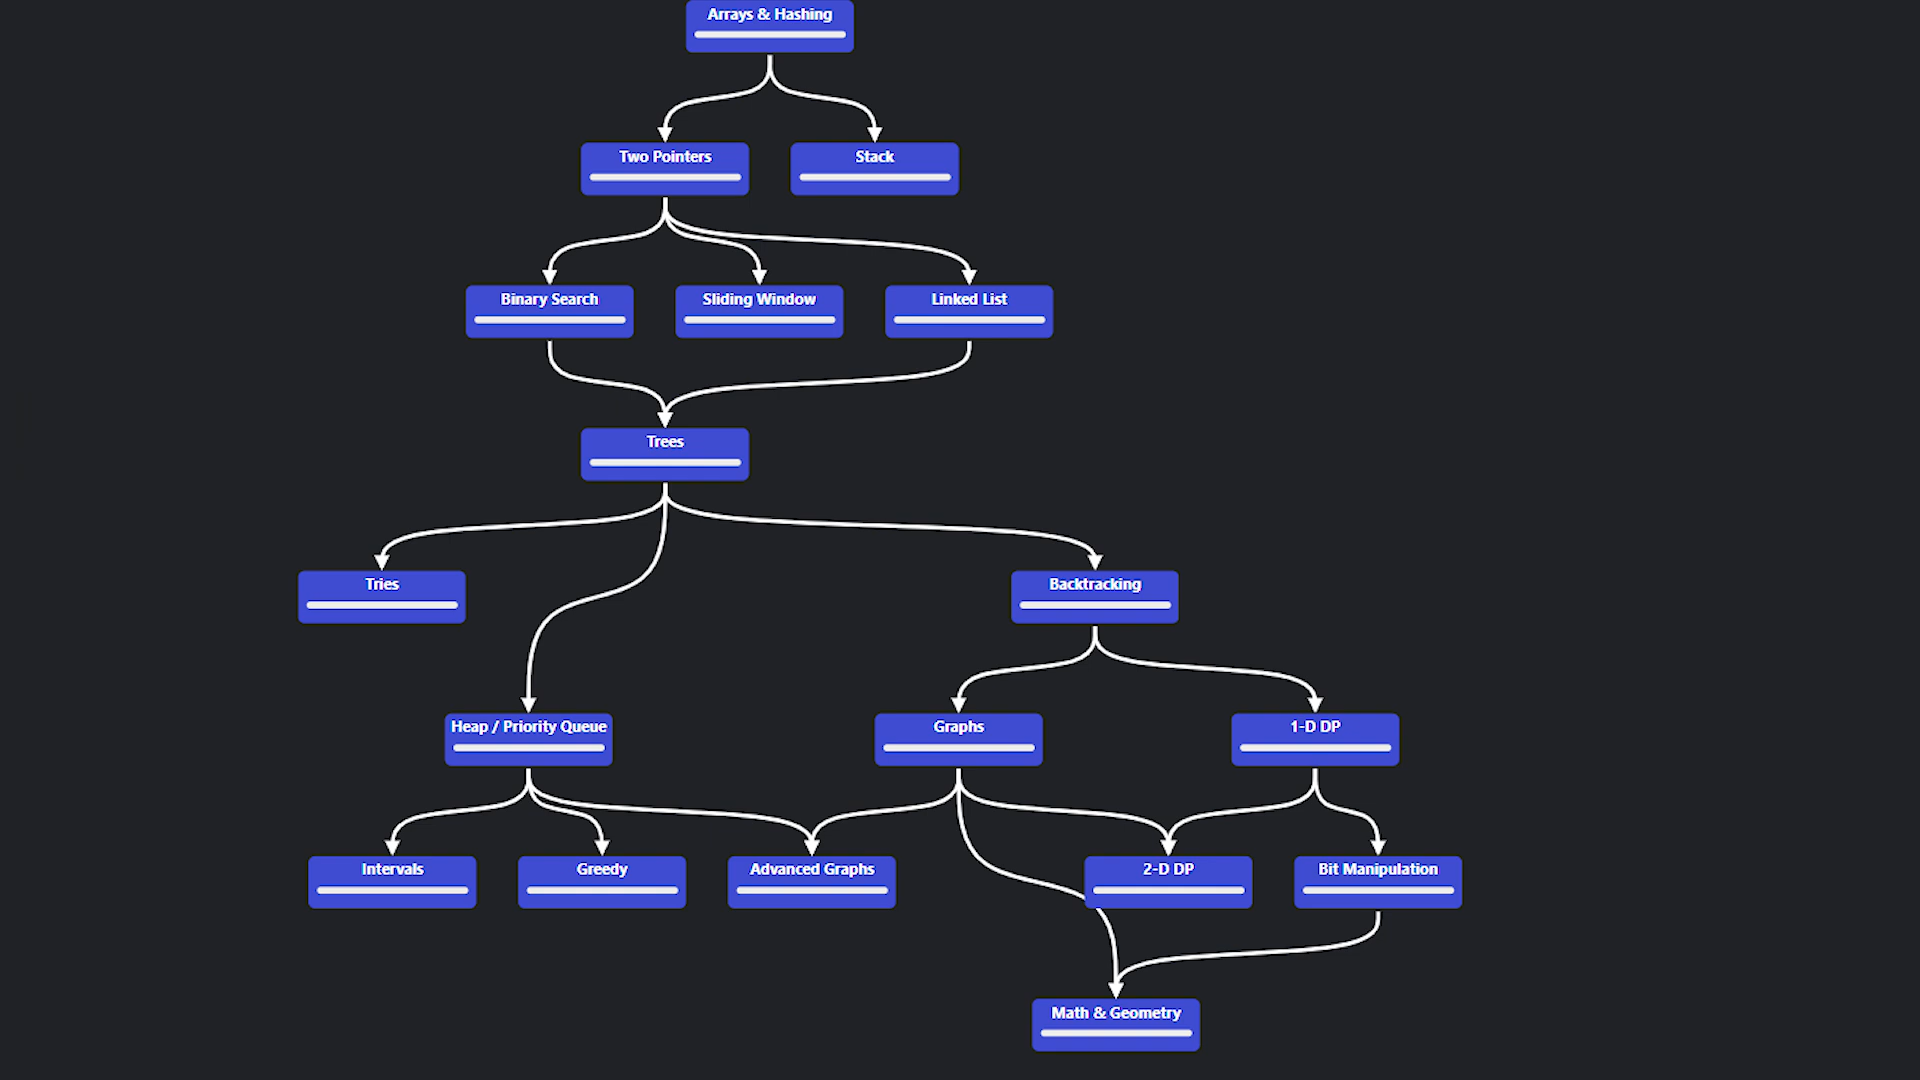 Arrays & Hashing
Two Pointers
Stack
Binary Search
Sliding Window
Linked List
Trees
Tries
Backtracking
Heap / Priority Queue
Graphs
1-D DP
Intervals
Greedy
Advanced Graphs
2-D DP
Bit Manipulation
Math & Geometry